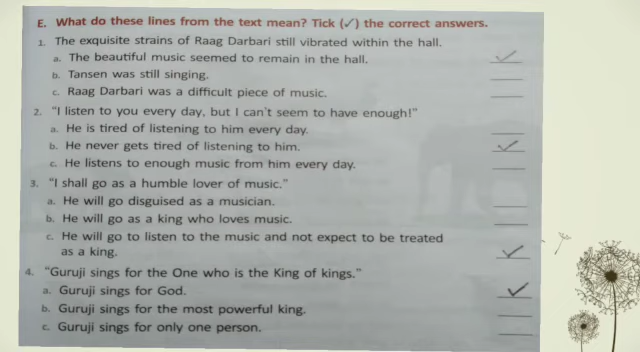 E. What do these lines from the text mean? Tick (✓) the correct answers.
1. The exquisite strains of Raag Darbari still vibrated within the hall.
a. The beautiful music seemed to remain in the hall. ✓
b. Tansen was still singing.
c. Raag Darbari was a difficult piece of music.
2. "I listen to you every day, but I can't seem to have enough!"
a. He is tired of listening to him every day.
b. He never gets tired of listening to him. ✓
c. He listens to enough music from him every day.
3. "I shall go as a humble lover of music."
a. He will go disguised as a musician.
b. He will go as a king who loves music.
c. He will go to listen to the music and not expect to be treated
as a king. ✓
4. "Guruji sings for the One who is the King of kings."
a. Guruji sings for God. ✓
b. Guruji sings for the most powerful king.
c. Guruji sings for only one person.